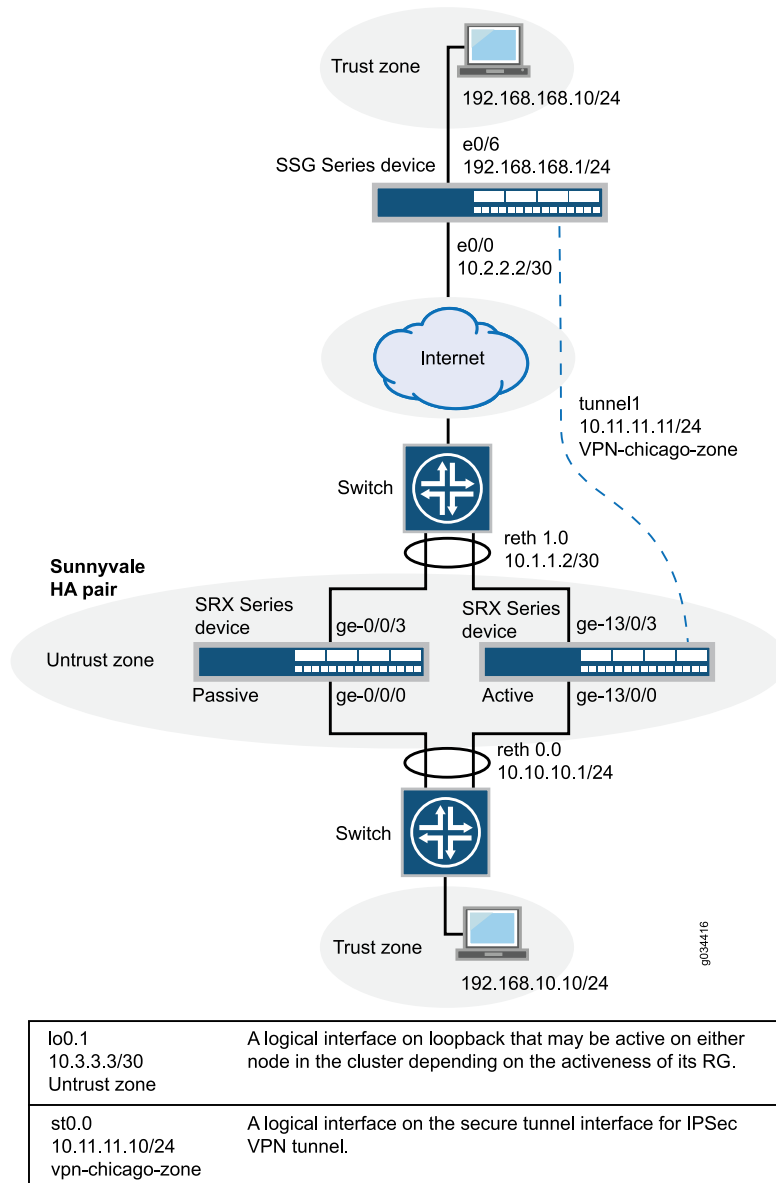 Trust zone
192.168.168.10/24
e0/6
SSG Series device
192.168.168.1/24
e0/0
10.2.2.2/30
Internet
tunnel1
10.11.11.11/24
VPN-chicago-zone
Switch
reth 1.0
10.1.1.2/30
Sunnyvale
HA pair
SRX Series
device
ge-0/0/3
SRX Series
device
ge-13/0/3
Untrust zone
Passive
ge-0/0/0
Active
ge-13/0/0
reth 0.0
10.10.10.1/24
Switch
Trust zone
192.168.10.10/24
g034416
lo0.1
10.3.3.3/30
Untrust zone
A logical interface on loopback that may be active on either
node in the cluster depending on the activeness of its RG.
st0.0
10.11.11.10/24
vpn-chicago-zone
A logical interface on the secure tunnel interface for IPSec
VPN tunnel.